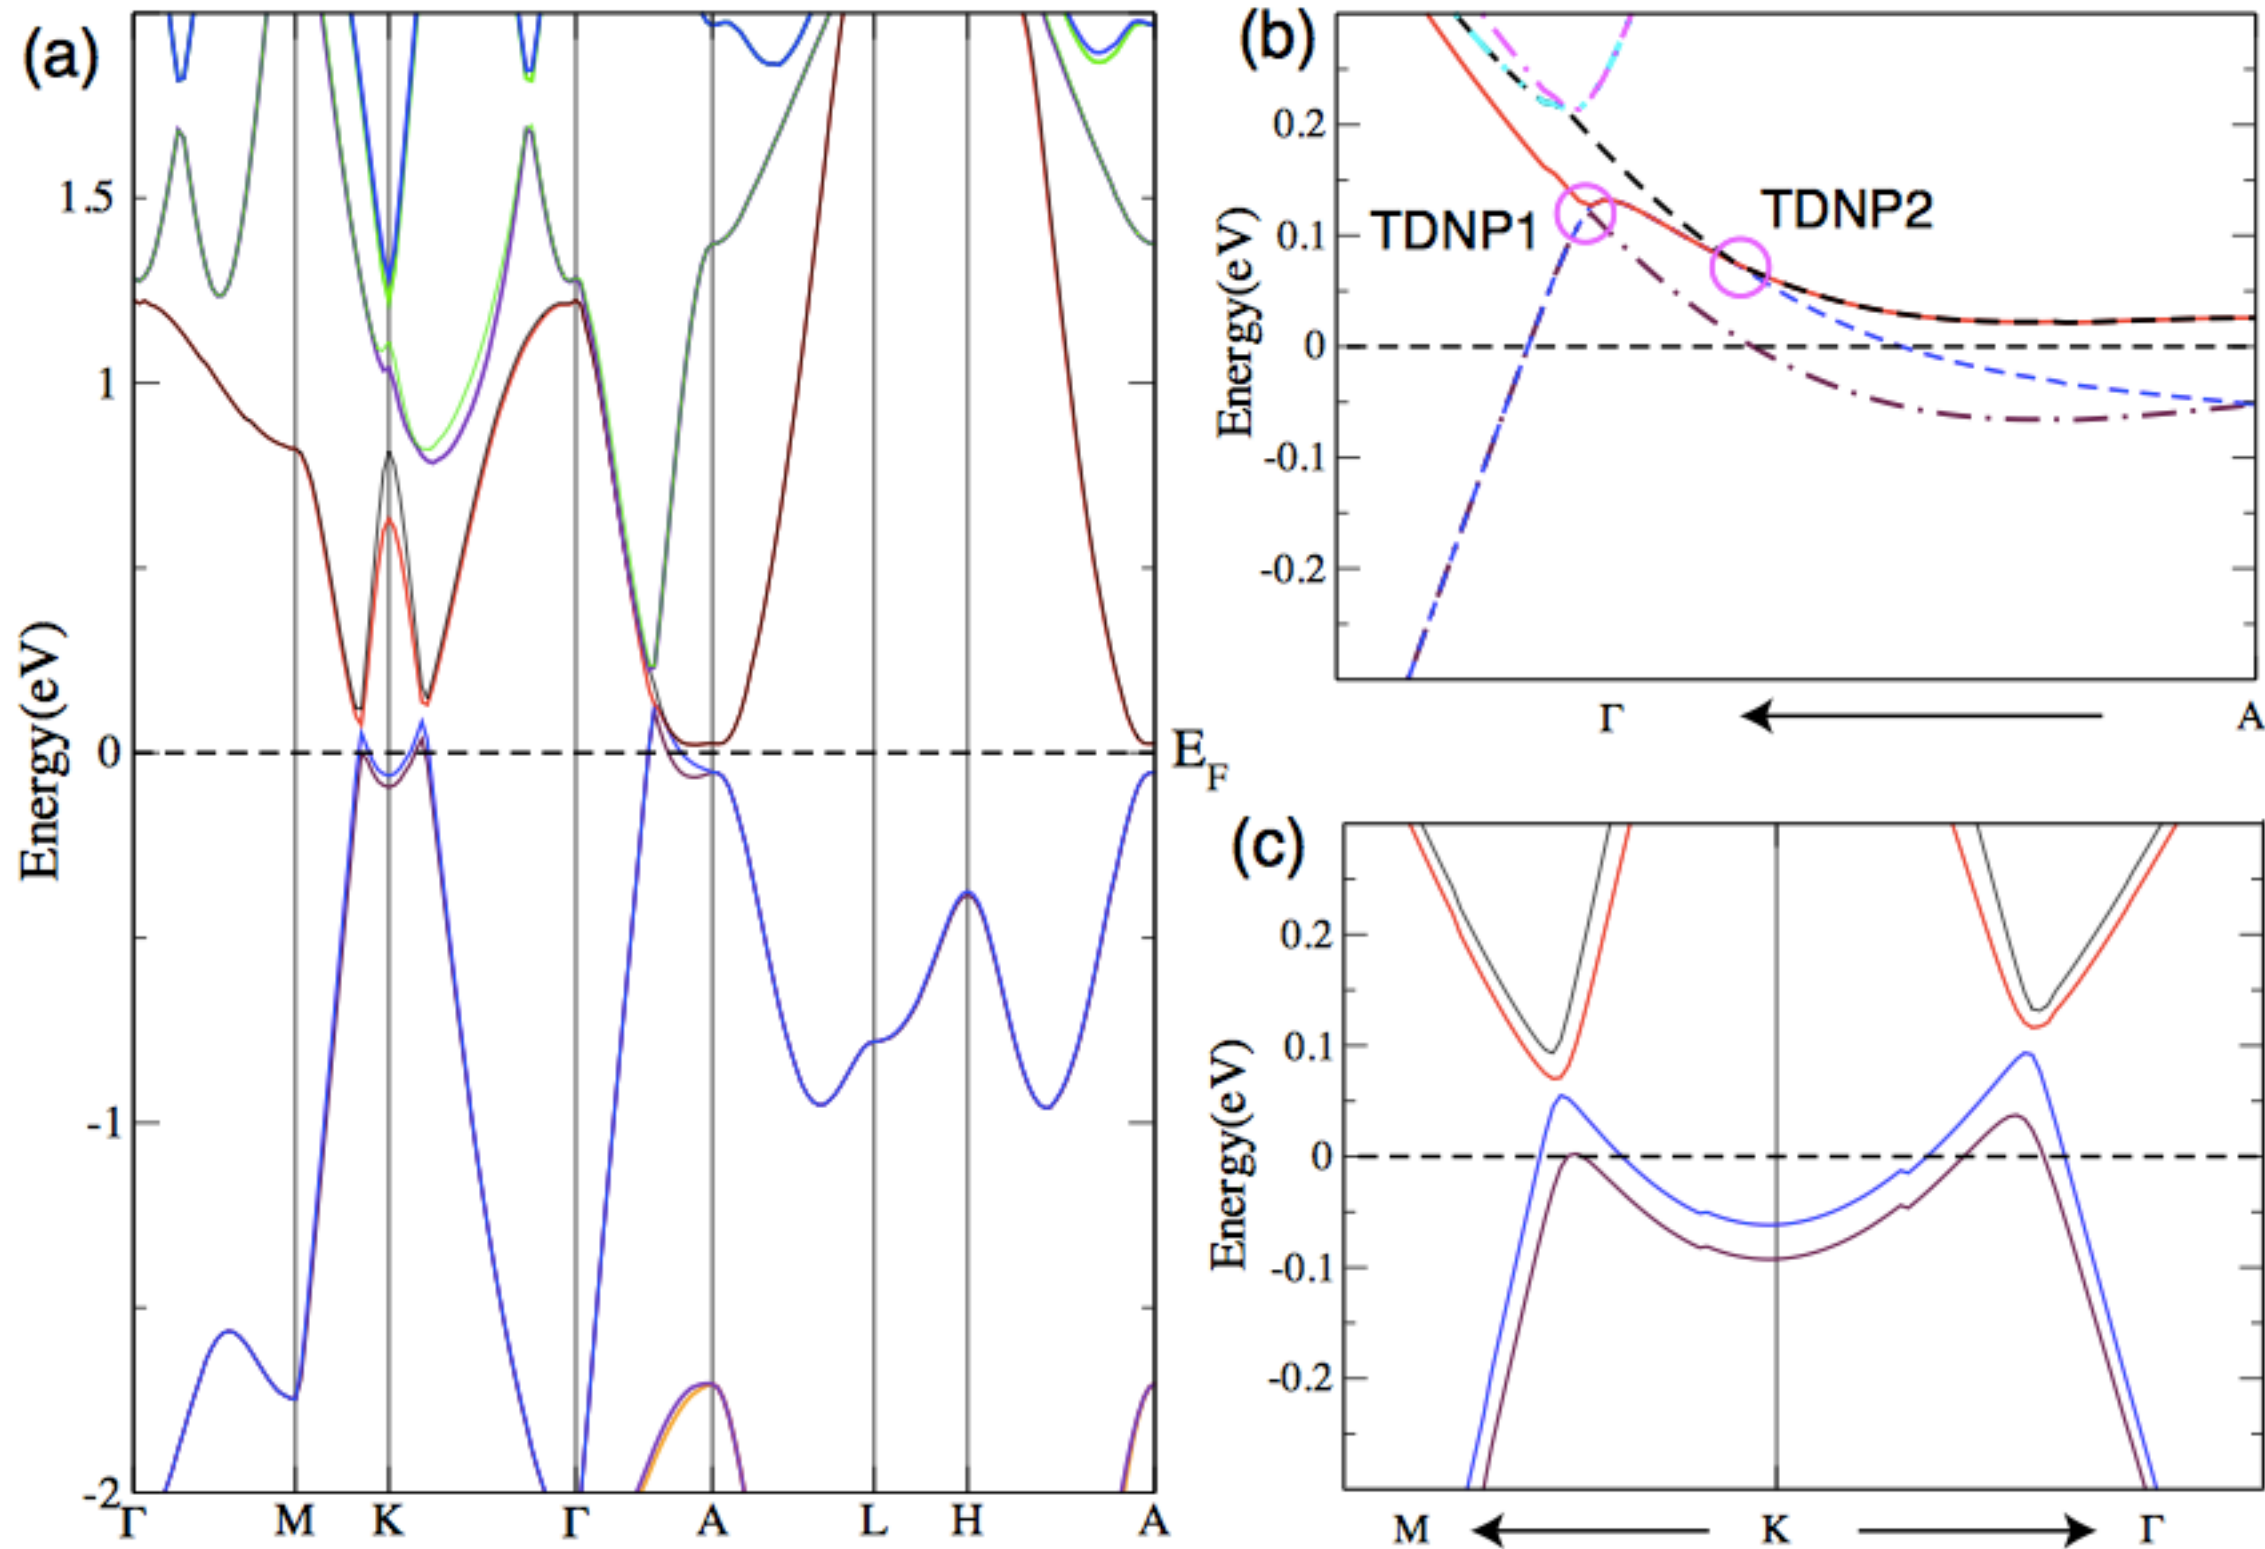 (a)
Energy(eV)
1.5
1
0
-1
-2
Γ M K Γ A L H A
E_F
(b)
Energy(eV)
0.2
0.1
0
-0.1
-0.2
TDNP1
TDNP2
Γ A
(c)
Energy(eV)
0.2
0.1
0
-0.1
-0.2
M K Γ